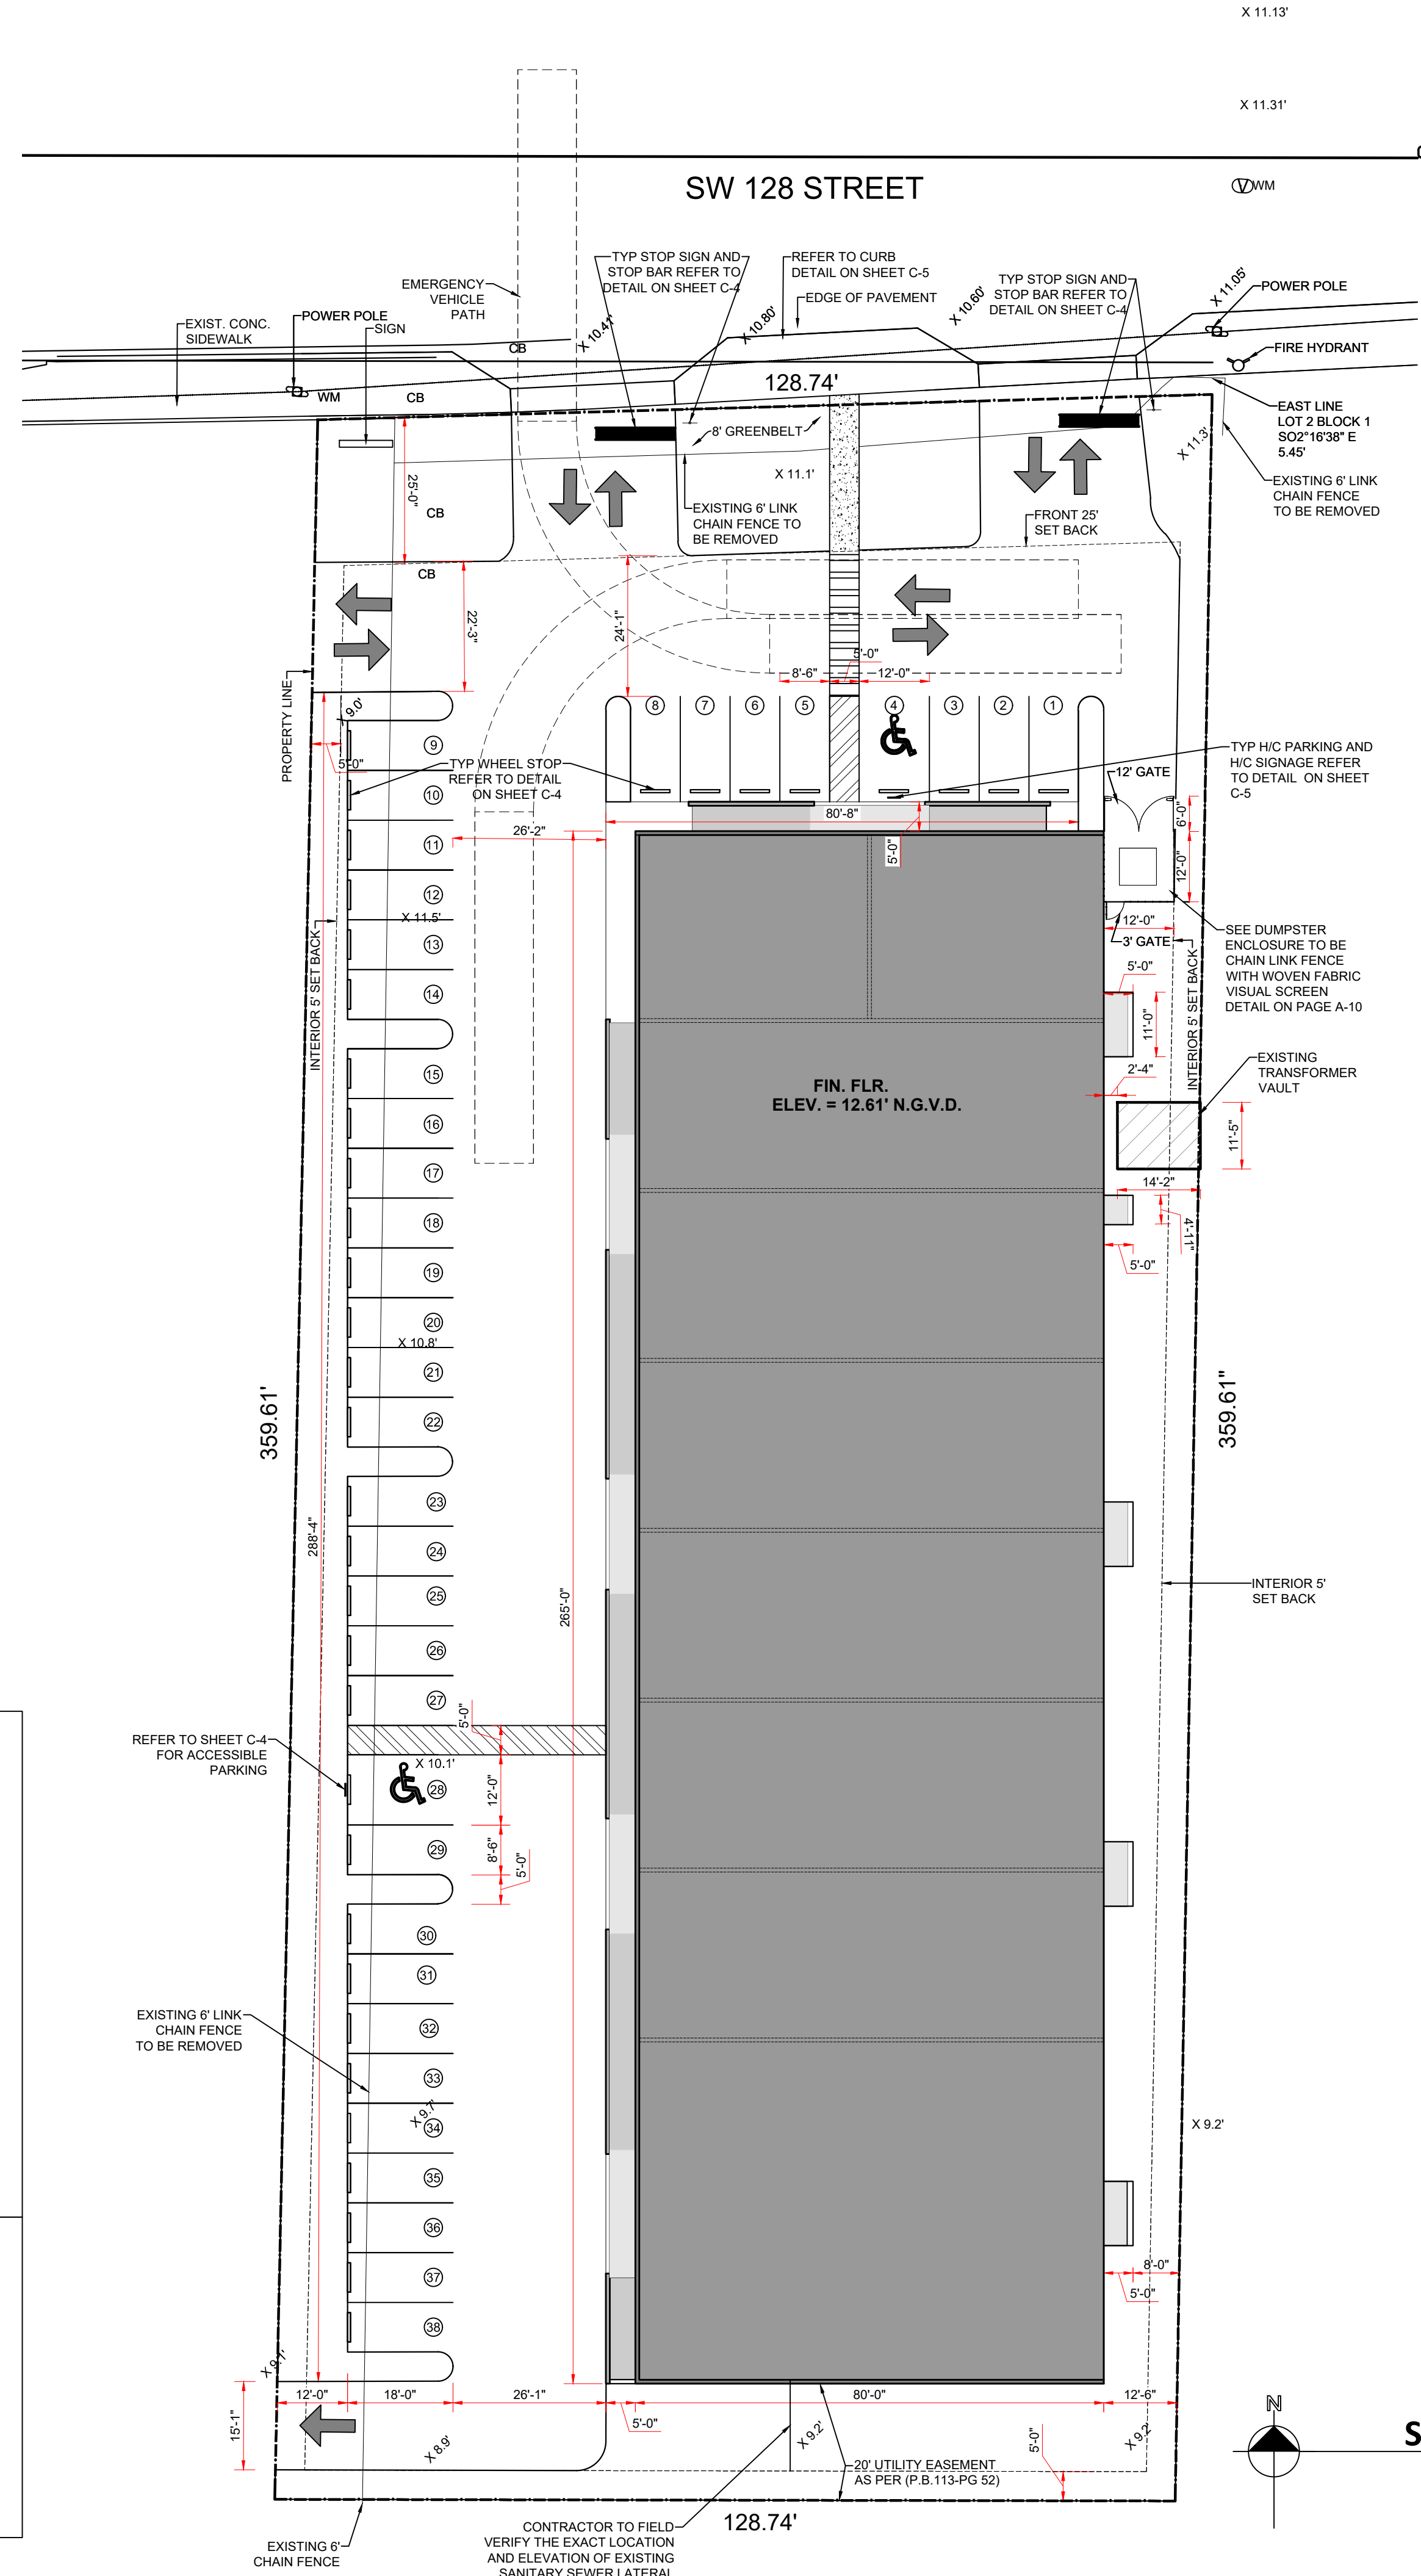 X 11.13'
X 11.31'
SW 128 STREET
WM
TYP STOP SIGN AND
STOP BAR REFER TO
DETAIL ON SHEET C-4
REFER TO CURB
DETAIL ON SHEET C-5
EDGE OF PAVEMENT
TYP STOP SIGN AND
STOP BAR REFER TO
DETAIL ON SHEET C-4
EMERGENCY
VEHICLE
PATH
X 11.05'
POWER POLE
X 10.41'
X 10.80'
X 10.60'
EXIST. CONC.
SIDEWALK
POWER POLE
SIGN
CB
FIRE HYDRANT
WM
CB
128.74'
EAST LINE
LOT 2 BLOCK 1
SO2°16'38" E
5.45'
8' GREENBELT
X 11.3'
X 11.1'
25'-0"
CB
EXISTING 6' LINK
CHAIN FENCE TO
BE REMOVED
FRONT 25'
SET BACK
EXISTING 6' LINK
CHAIN FENCE
TO BE REMOVED
CB
22'-3"
24'-1"
5'-0"
8'-6"
12'-0"
PROPERTY LINE
9.0'
5'-0"
8
7
6
5
4
3
2
1
9
TYP WHEEL STOP
REFER TO DETAIL
ON SHEET C-4
TYP H/C PARKING AND
H/C SIGNAGE REFER
TO DETAIL ON SHEET
C-5
12' GATE
6'-0"
10
80'-8"
26'-2"
5'-0"
11
12'-0"
12
X 11.5'
13
12'-0"
3' GATE
SEE DUMPSTER
ENCLOSURE TO BE
CHAIN LINK FENCE
WITH WOVEN FABRIC
VISUAL SCREEN
DETAIL ON PAGE A-10
INTERIOR 5' SET BACK
INTERIOR 5' SET BACK
14
5'-0"
11'-0"
15
2'-4"
EXISTING
TRANSFORMER
VAULT
FIN. FLR.
ELEV. = 12.61' N.G.V.D.
16
11'-5"
17
14'-2"
18
4'-11"
5'-0"
19
20
X 10.8'
21
359.61'
359.61"
22
23
288'-4"
24
25
265'-0"
INTERIOR 5'
SET BACK
26
27
5'-0"
REFER TO SHEET C-4
FOR ACCESSIBLE
PARKING
X 10.1'
28
12'-0"
29
8'-6"
5'-0"
30
31
EXISTING 6' LINK
CHAIN FENCE
TO BE REMOVED
32
33
X 9.7'
34
X 9.2'
35
36
37
8'-0"
5'-0"
38
X 9.7'
12'-0"
18'-0"
26'-1"
5'-0"
80'-0"
12'-6"
15'-1"
X 8.9'
X 9.2'
5'-0"
X 9.2'
N
S
20' UTILITY EASEMENT
AS PER (P.B.113-PG 52)
128.74'
EXISTING 6'
CHAIN FENCE
CONTRACTOR TO FIELD
VERIFY THE EXACT LOCATION
AND ELEVATION OF EXISTING
SANITARY SEWER LATERAL